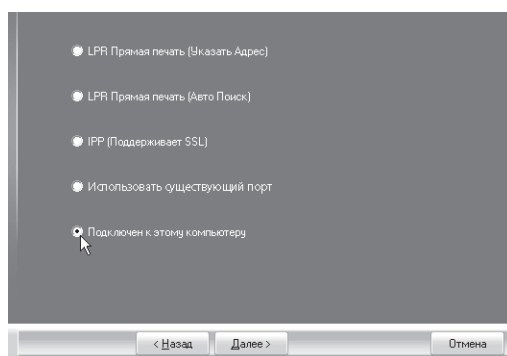 LPR Прямая печать (Указать Адрес)
LPR Прямая печать (Авто Поиск)
IPP (Поддерживает SSL)
Использовать существующий порт
Подключен к этому компьютеру
< Назад Далее > Отмена